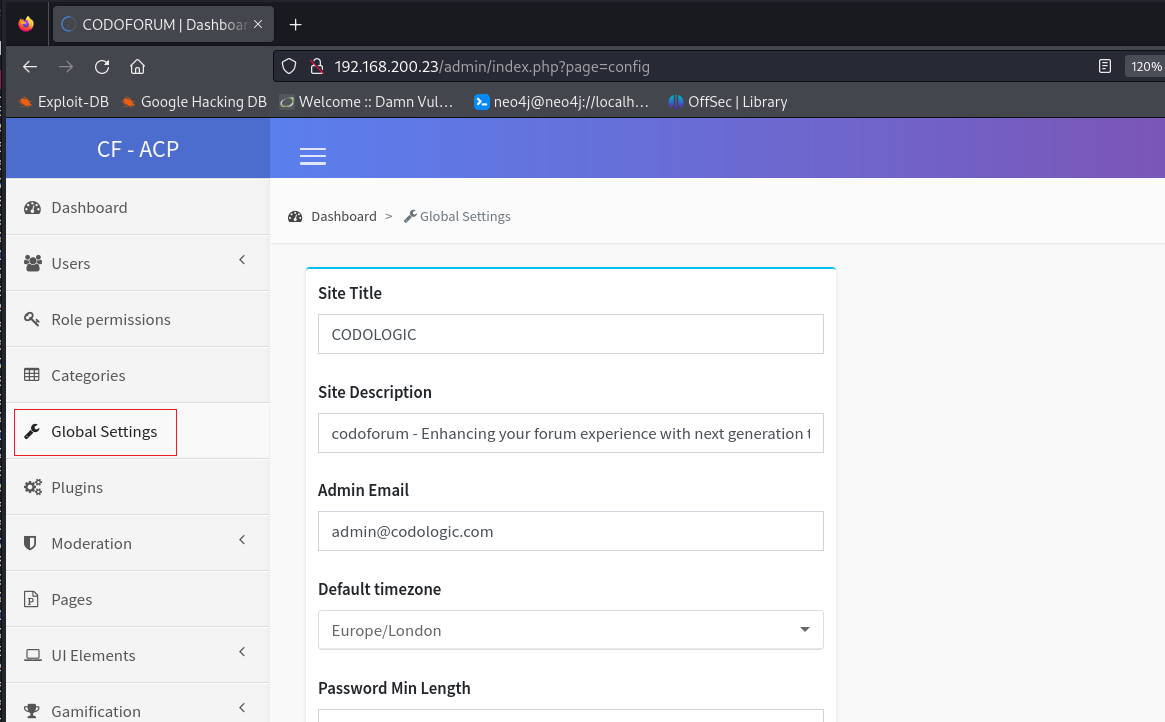 CODOFORUM | Dashboar
192.168.200.23/admin/index.php?page=config
120%
Exploit-DB Google Hacking DB Welcome :: Damn Vul... neo4j@neo4j://localh... OffSec | Library
CF - ACP
Dashboard
Users
Role permissions
Categories
Global Settings
Plugins
Moderation
Pages
UI Elements
Gamification
Dashboard > Global Settings
Site Title
CODOLOGIC
Site Description
codoforum - Enhancing your forum experience with next generation t
Admin Email
admin@codologic.com
Default timezone
Europe/London
Password Min Length